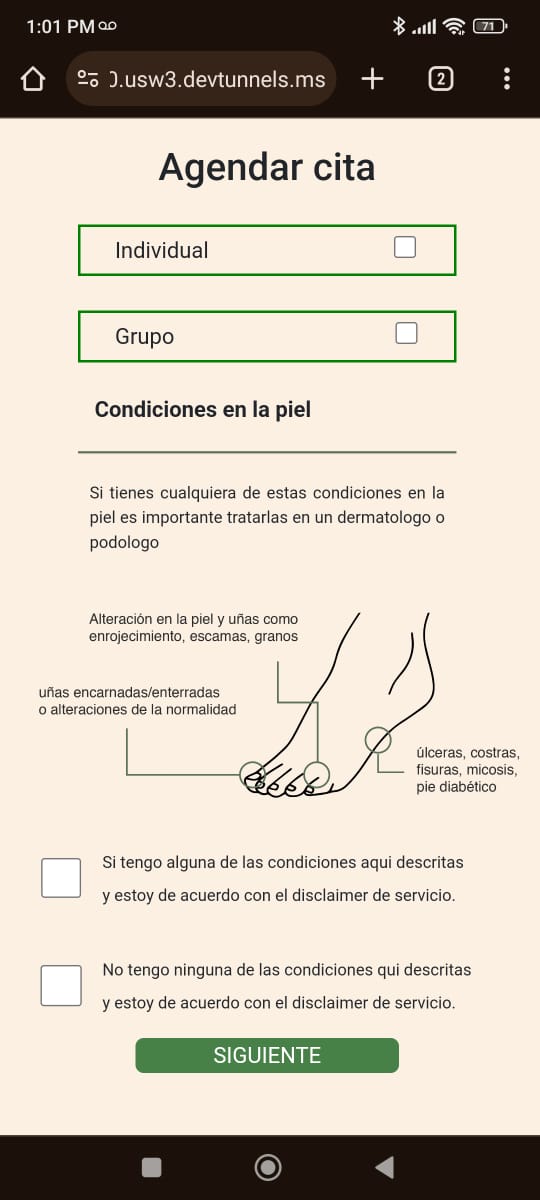 1:01 PM
71
0.usw3.devtunnels.ms
2
Agendar cita
Individual
Grupo
Condiciones en la piel
Si tienes cualquiera de estas condiciones en la
piel es importante tratarlas en un dermatologo o
podologo
Alteración en la piel y uñas como
enrojecimiento, escamas, granos
uñas encarnadas/enterradas
o alteraciones de la normalidad
úlceras, costras,
fisuras, micosis,
pie diabético
Si tengo alguna de las condiciones aqui descritas
y estoy de acuerdo con el disclaimer de servicio.
No tengo ninguna de las condiciones qui descritas
y estoy de acuerdo con el disclaimer de servicio.
SIGUIENTE